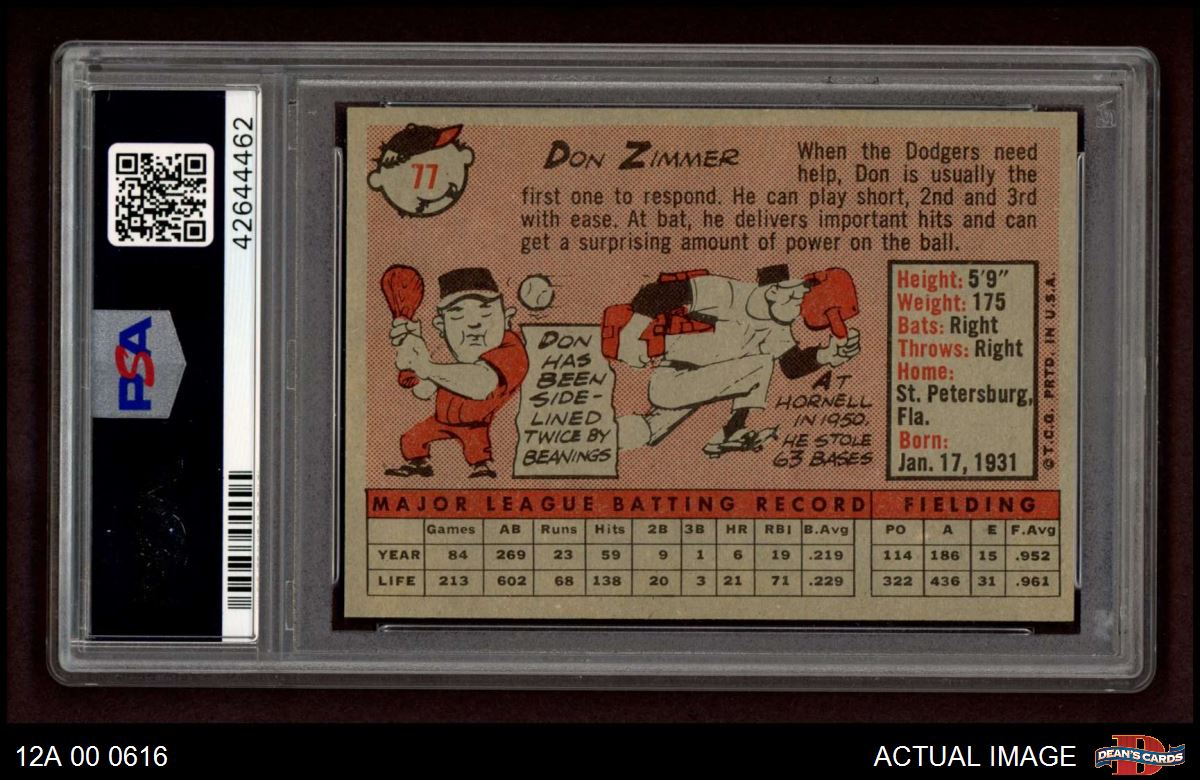 42644462
PSA
77
DON ZIMMER
When the Dodgers need
help, Don is usually the
first one to respond. He can play short, 2nd and 3rd
with ease. At bat, he delivers important hits and can
get a surprising amount of power on the ball.
DON
HAS
BEEN
SIDE-
LINED
TWICE BY
BEANINGS
AT
HORNELL
IN 1950,
HE STOLE
63 BASES
Height: 5'9"
Weight: 175
Bats: Right
Throws: Right
Home:
St. Petersburg,
Fla.
Born:
Jan. 17, 1931
©T.C.G. PRTD. IN U.S.A.
MAJOR LEAGUE BATTING RECORD FIELDING
Games AB Runs Hits 2B 3B HR RBI B.Avg PO A E F.Avg
YEAR 84 269 23 59 9 1 6 19 .219 114 186 15 .952
LIFE 213 602 68 138 20 3 21 71 .229 322 436 31 .961
12A 00 0616
ACTUAL IMAGE
DEAN'S CARDS